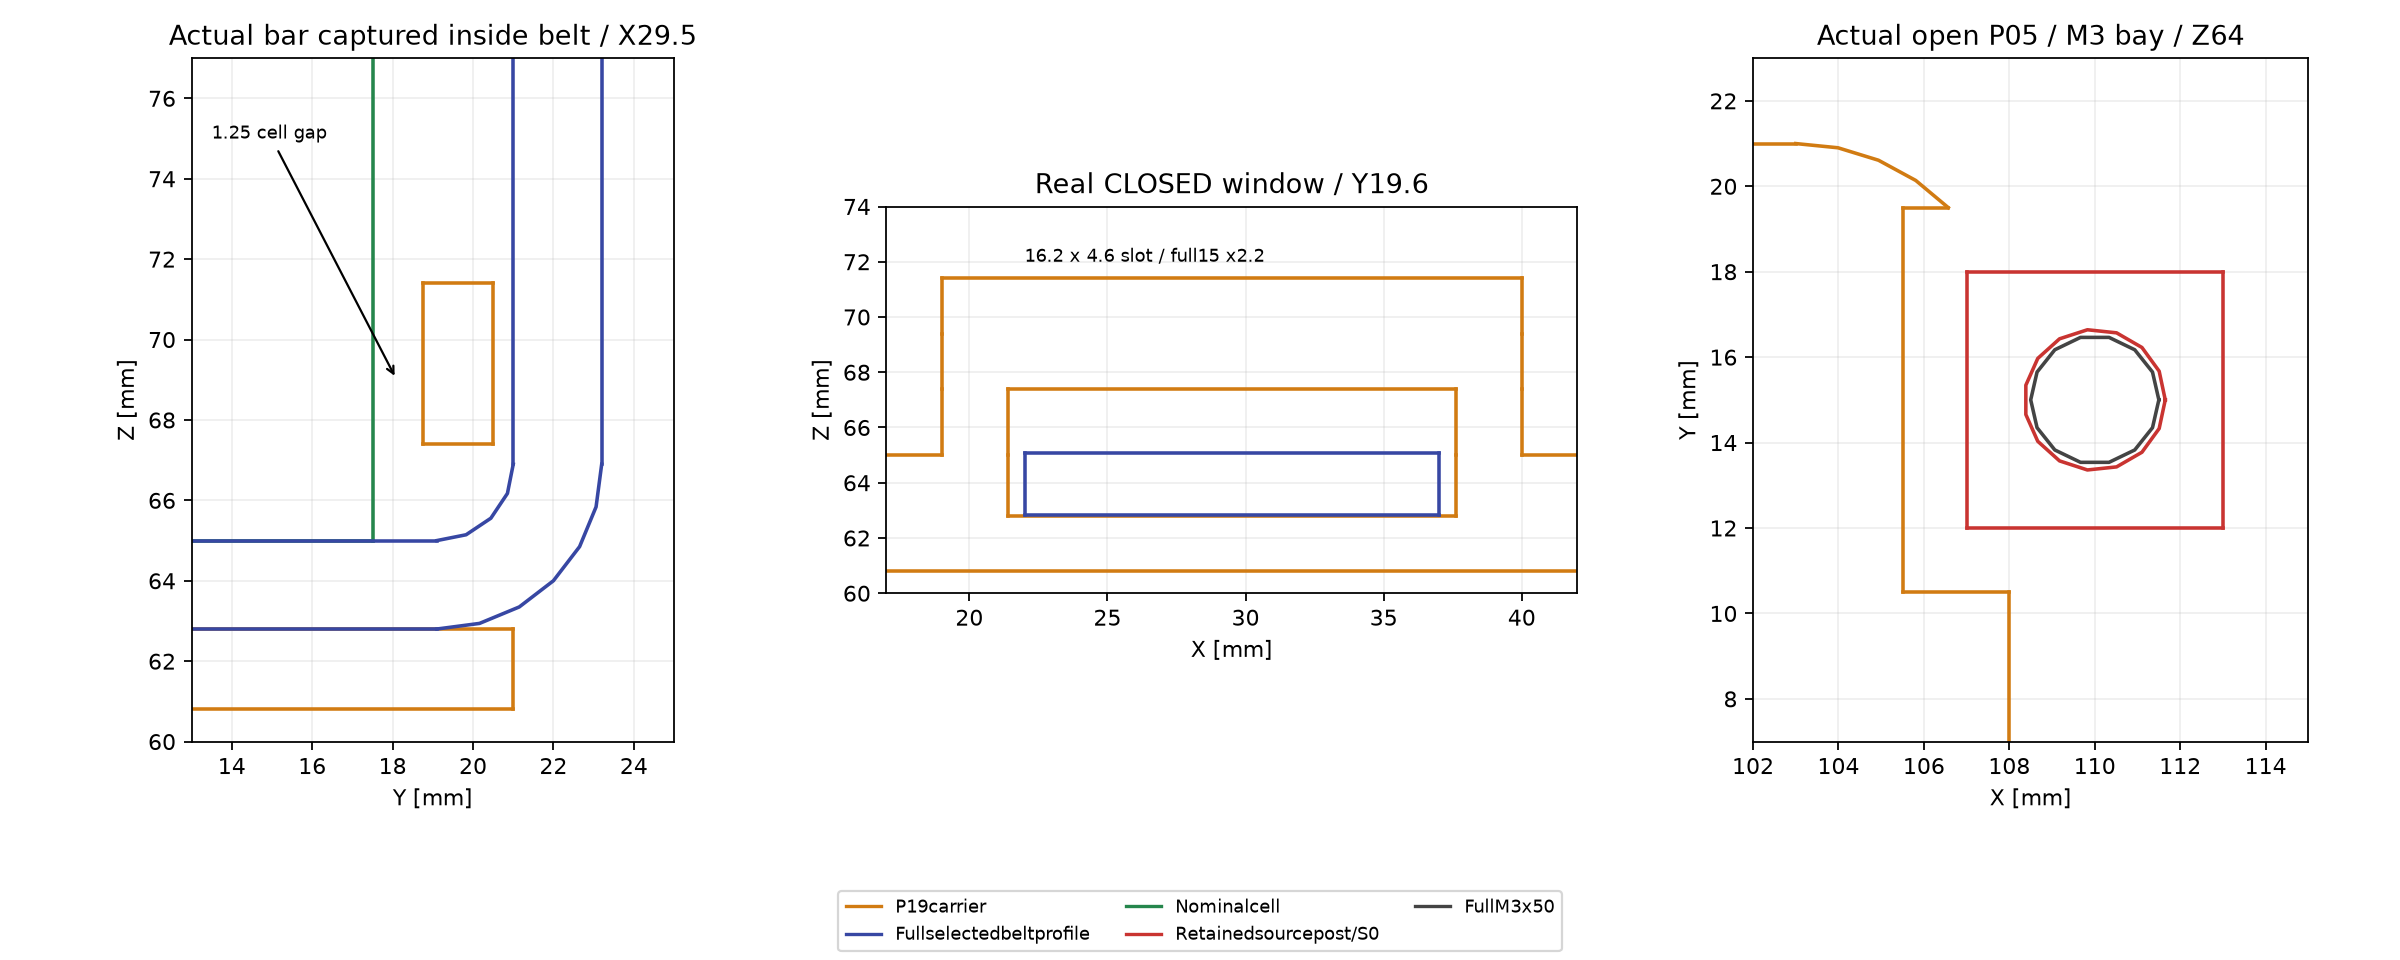 Actual bar captured inside belt / X29.5
1.25 cell gap
76
74
72
70
68
66
64
62
60
Z [mm]
14 16 18 20 22 24
Y [mm]
Real CLOSED window / Y19.6
16.2 x 4.6 slot / full15 x2.2
74
72
70
68
66
64
62
60
Z [mm]
20 25 30 35 40
X [mm]
Actual open P05 / M3 bay / Z64
22
20
18
16
14
12
10
8
Y [mm]
102 104 106 108 110 112 114
X [mm]
P19carrier
Fullselectedbeltprofile
Nominalcell
Retainedsourcepost/S0
FullM3x50